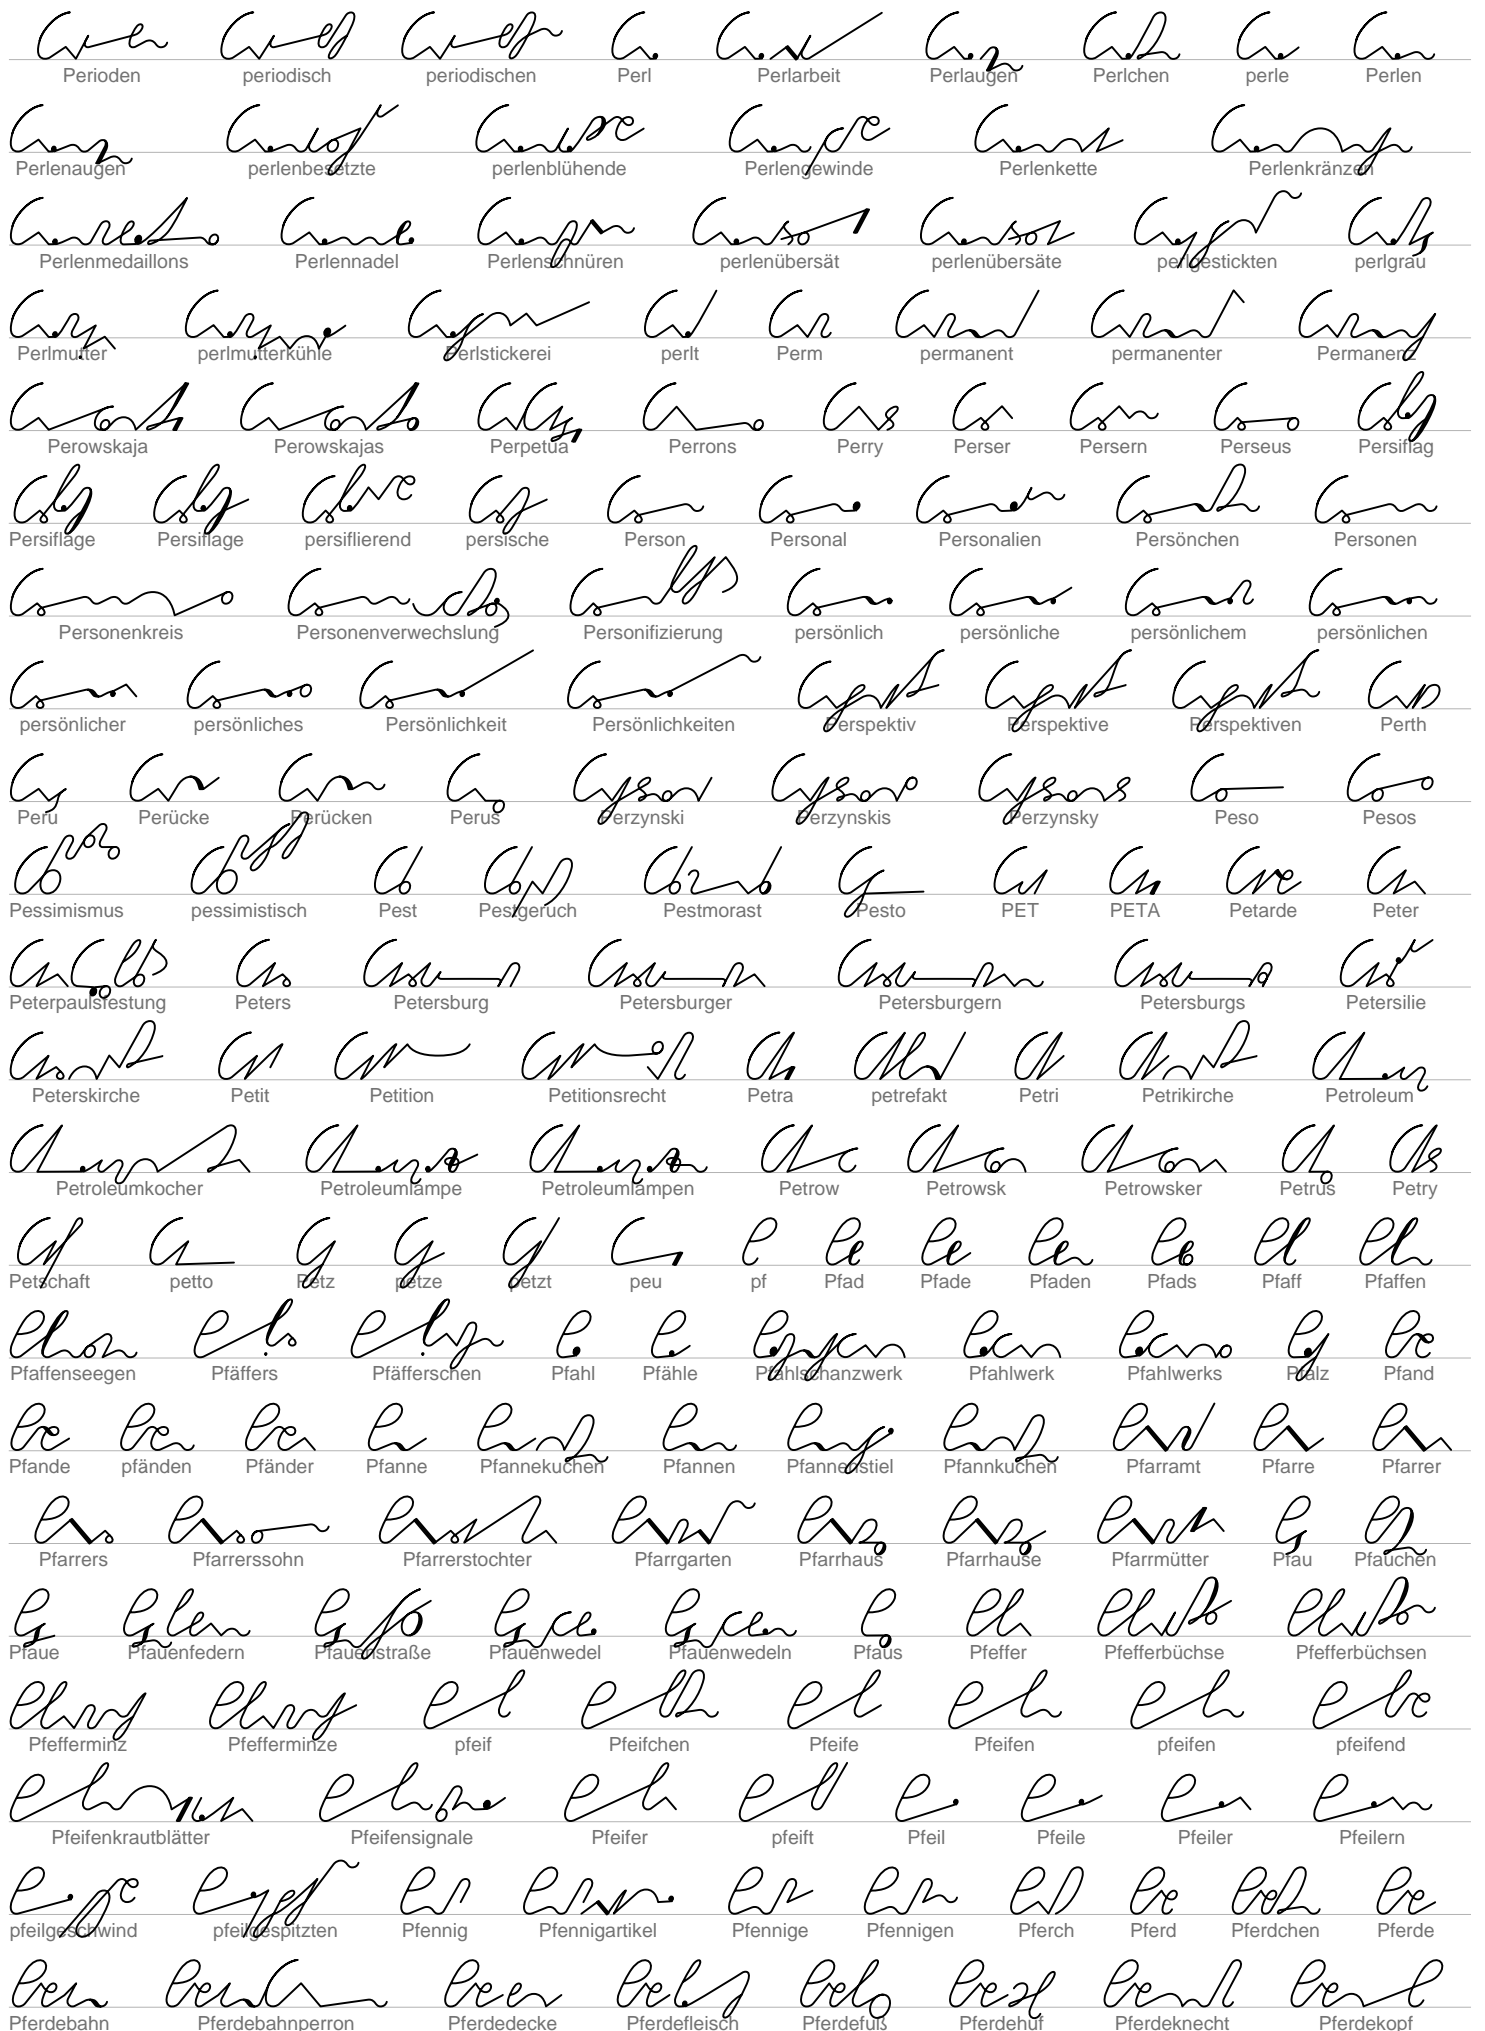 Perioden periodisch periodischen Perl Perlarbeit Perlaugen Perlchen perle Perlen
Perlenaugen perlenbesetzte perlenblühende Perlengewinde Perlenkette Perlenkränzen
Perlenmedaillons Perlennadel Perlenschnüren perlenübersät perlenübersäte perlgestickten perlgrau
Perlmutter perlmutterkühle Perlstickerei perlt Perm permanent permanenter Permanenz
Perowskaja Perowskajas Perpetua Perrons Perry Perser Persern Perseus Persiflag
Persiflage Persiflage persiflierend persische Person Personal Personalien Persönchen Personen
Personenkreis Personenverwechslung Personifizierung persönlich persönliche persönlichem persönlichen
persönlicher persönliches Persönlichkeit Persönlichkeiten Perspektiv Perspektive Perspektiven Perth
Peru Perücke Perücken Perus Perzynski Perzynskis Perzynsky Peso Pesos
Pessimismus pessimistisch Pest Pestgeruch Pestmorast Pesto PET PETA Petarde Peter
Peterpaulsfestung Peters Petersburg Petersburger Petersburgern Petersburgs Petersilie
Peterskirche Petit Petition Petitionsrecht Petra petrefakt Petri Petrikirche Petroleum
Petroleumkocher Petroleumlampe Petroleumlampen Petrow Petrowsk Petrowsker Petrus Petry
Petschaft petto Petz petze petzt peu pf Pfad Pfade Pfaden Pfads Pfaff Pfaffen
Pfaffenseegen Pfäffers Pfäfferschen Pfahl Pfähle Pfahlschanzwerk Pfahlwerk Pfahlwerks Pfalz Pfand
Pfande pfänden Pfänder Pfanne Pfannekuchen Pfannen Pfannenstiel Pfannkuchen Pfarramt Pfarre Pfarrer
Pfarrers Pfarrerssohn Pfarrerstochter Pfarrgarten Pfarrhaus Pfarrhause Pfarrmütter Pfau Pfauchen
Pfaue Pfauenfedern Pfauenstraße Pfauenwedel Pfauenwedeln Pfaus Pfeffer Pfefferbüchse Pfefferbüchsen
Pfefferminz Pfefferminze pfeif Pfeifchen Pfeife Pfeifen pfeifen pfeifend
Pfeifenkrautblätter Pfeifensignale Pfeifer pfeift Pfeil Pfeile Pfeiler Pfeilern
pfeilgeschwind pfeilgespitzten Pfennig Pfennigartikel Pfennige Pfennigen Pferch Pferd Pferdchen Pferde
Pferdebahn Pferdebahnperron Pferdedecke Pferdefleisch Pferdefuß Pferdehuf Pferdeknecht Pferdekopf